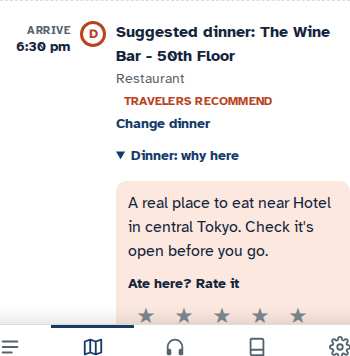 ARRIVE
6:30 pm
D
Suggested dinner: The Wine
Bar - 50th Floor
Restaurant
TRAVELERS RECOMMEND
Change dinner
▼ Dinner: why here
A real place to eat near Hotel
in central Tokyo. Check it's
open before you go.
Ate here? Rate it
★ ★ ★ ★ ★